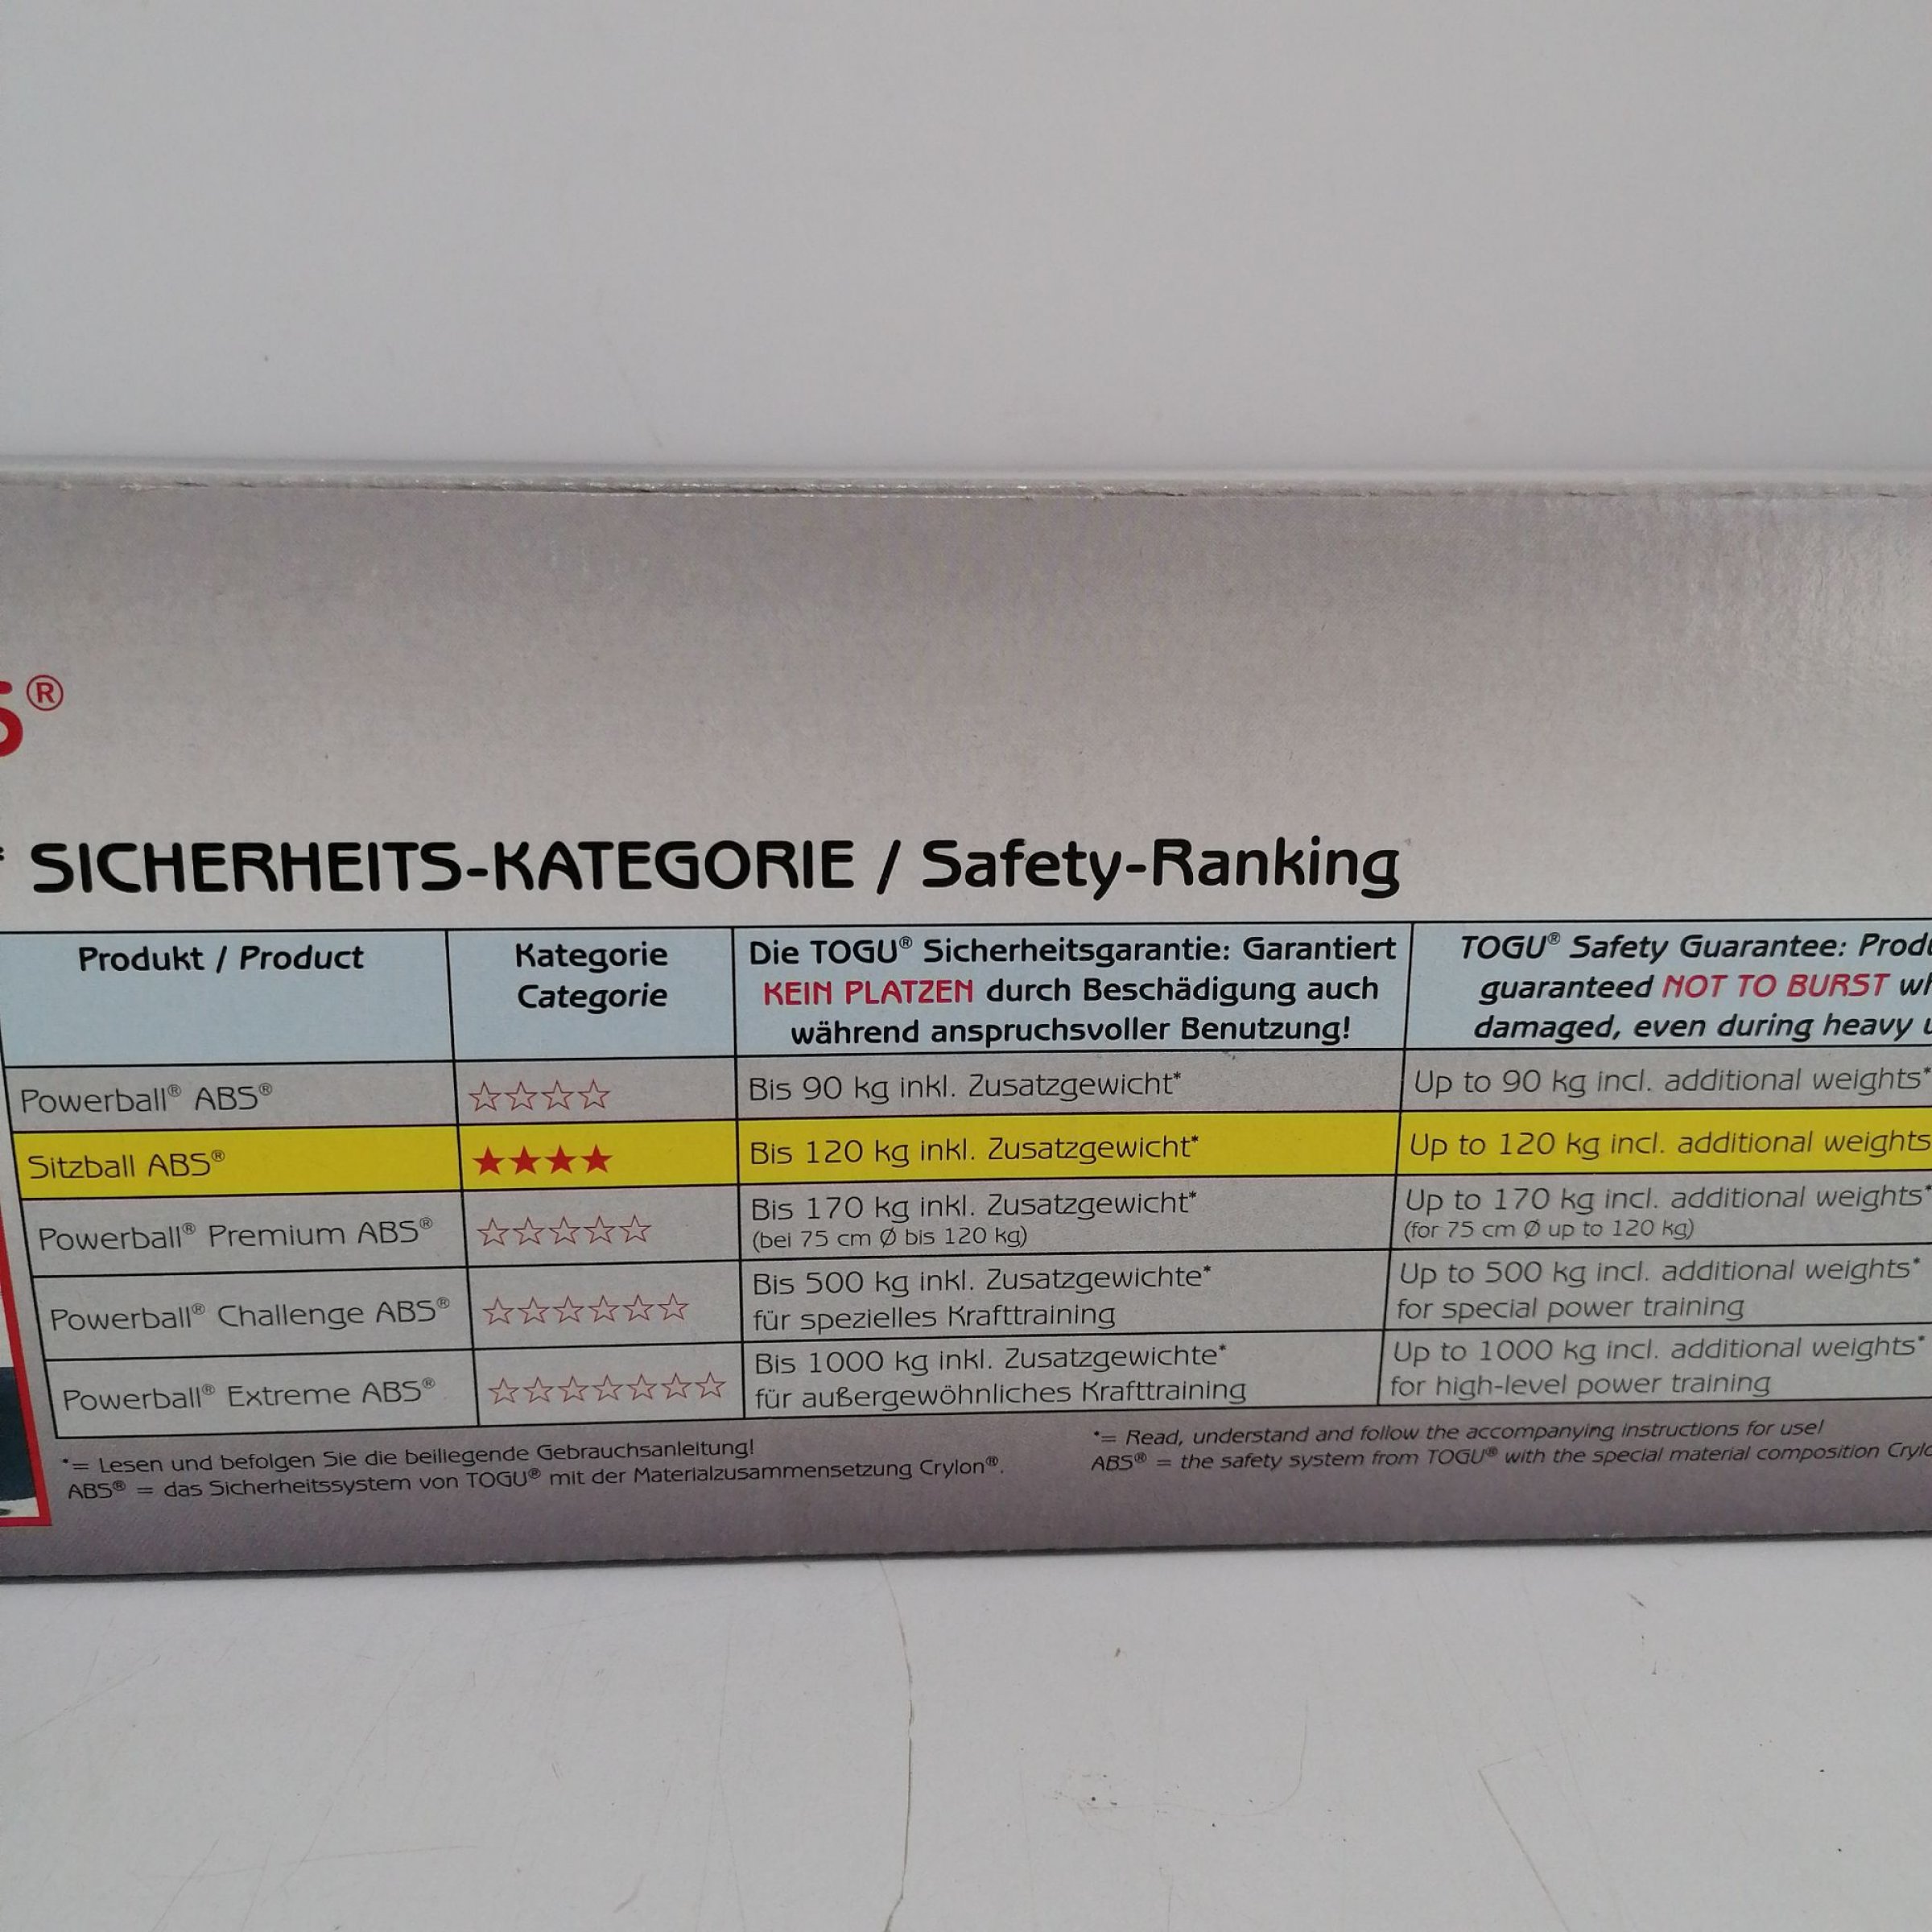 S®
SICHERHEITS-KATEGORIE / Safety-Ranking
Produkt / Product
Kategorie
Categorie
Die TOGU® Sicherheitsgarantie: Garantiert
KEIN PLATZEN durch Beschädigung auch
während anspruchsvoller Benutzung!
TOGU® Safety Guarantee:
guaranteed NOT TO BURST
damaged, even during heavy
Powerball® ABS®
☆☆☆☆
Bis 90 kg inkl. Zusatzgewicht*
Up to 90 kg incl. additional weights*
Sitzball ABS®
★★★★
Bis 120 kg inkl. Zusatzgewicht*
Up to 120 kg incl. additional weights
Powerball® Premium ABS®
☆☆☆☆☆
Bis 170 kg inkl. Zusatzgewicht*
(bei 75 cm Ø bis 120 kg)
Up to 170 kg incl. additional weights*
(for 75 cm Ø up to 120 kg)
Powerball® Challenge ABS®
☆☆☆☆☆☆
Bis 500 kg inkl. Zusatzgewichte*
für spezielles Krafttraining
Up to 500 kg incl. additional weights*
for special power training
Powerball® Extreme ABS®
☆☆☆☆☆☆☆
Bis 1000 kg inkl. Zusatzgewichte*
für außergewöhnliches Krafttraining
Up to 1000 kg incl. additional weights*
for high-level power training
*= Lesen und befolgen Sie die beiliegende Gebrauchsanleitung!
ABS® = das Sicherheitssystem von TOGU® mit der Materialzusammensetzung Crylon®.
*= Read, understand and follow the accompanying instructions for use!
ABS® = the safety system from TOGU® with the special material composition